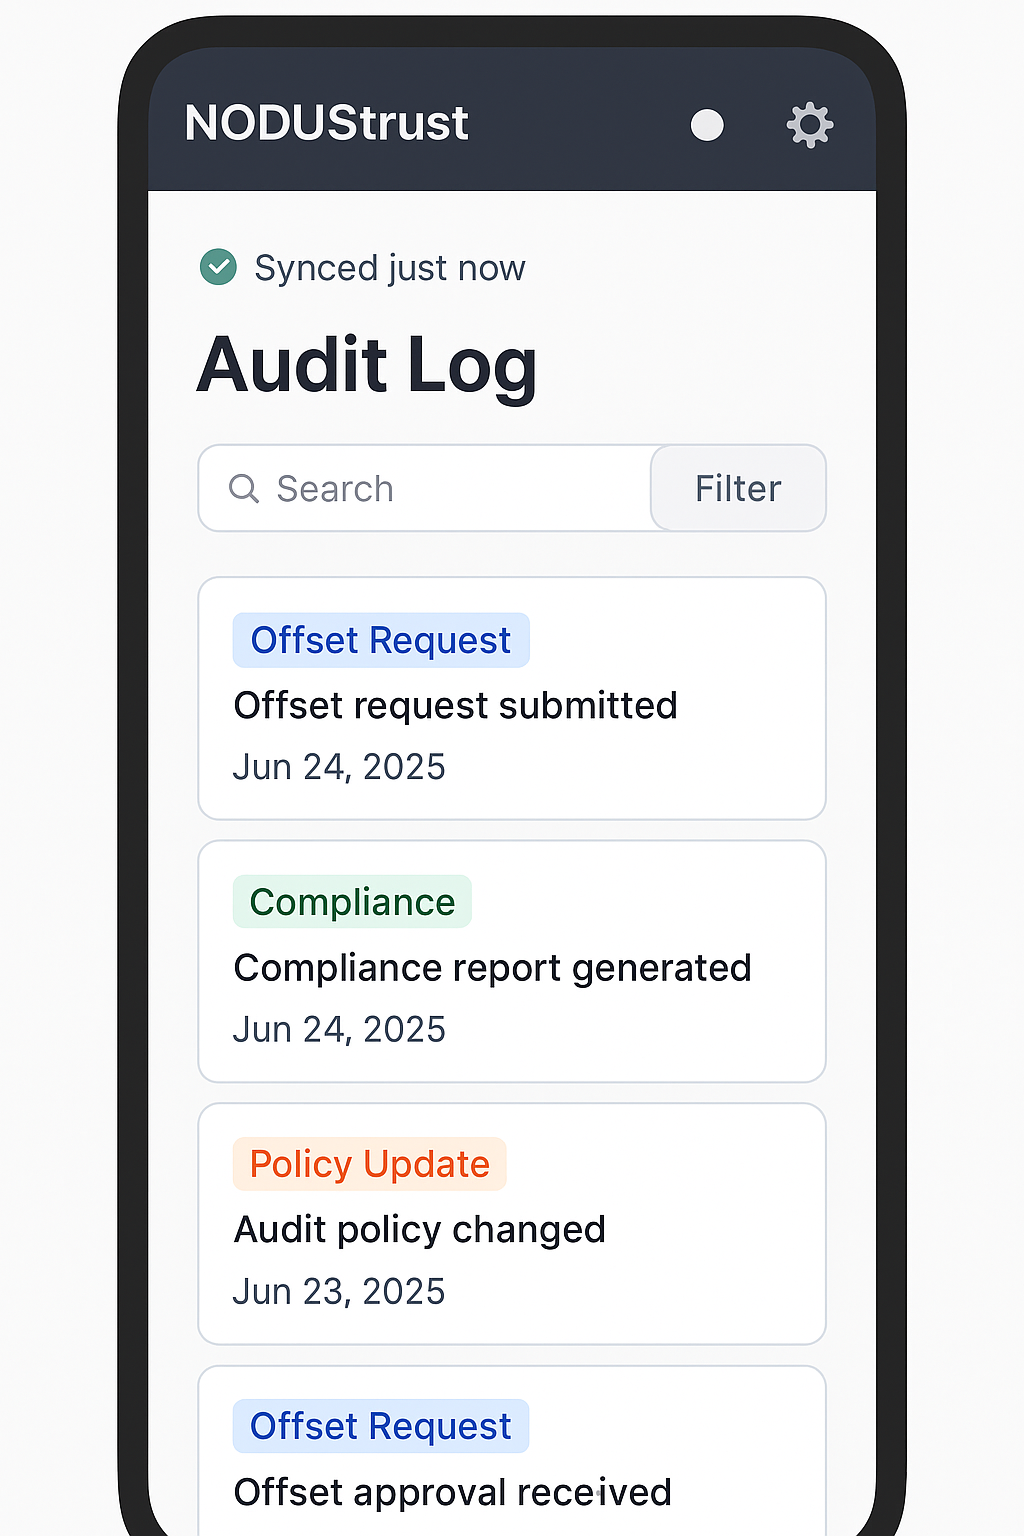 NODUStrust
Synced just now
Audit Log
Search
Filter
Offset Request
Offset request submitted
Jun 24, 2025
Compliance
Compliance report generated
Jun 24, 2025
Policy Update
Audit policy changed
Jun 23, 2025
Offset Request
Offset approval received